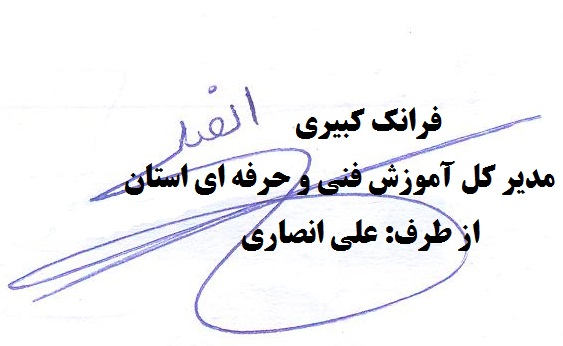 فرانک کبیری
مدیر کل آموزش فنی و حرفه ای استان
از طرف: علی انصاری